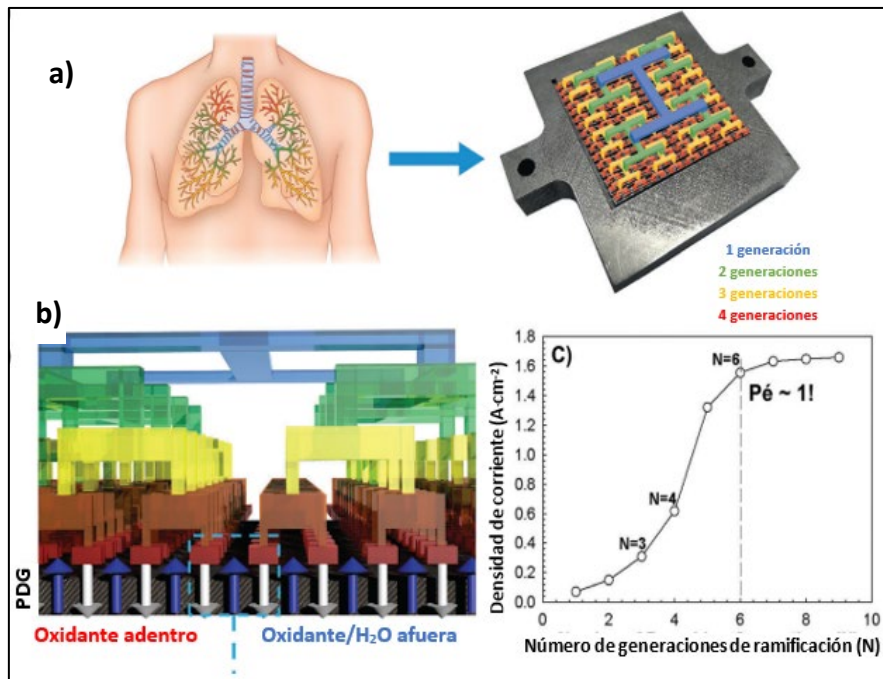 a)
1 generación
2 generaciones
3 generaciones
4 generaciones
b)
PDG
Oxidante adentro
Oxidante/H₂O afuera
C)
Densidad de corriente (A·cm⁻²)
1.8
1.6
1.4
1.2
1.0
0.8
0.6
0.4
0.2
0.0
N=6
Pé ~ 1!
N=4
N=3
0 2 4 6 8 10
Número de generaciones de ramificación (N)